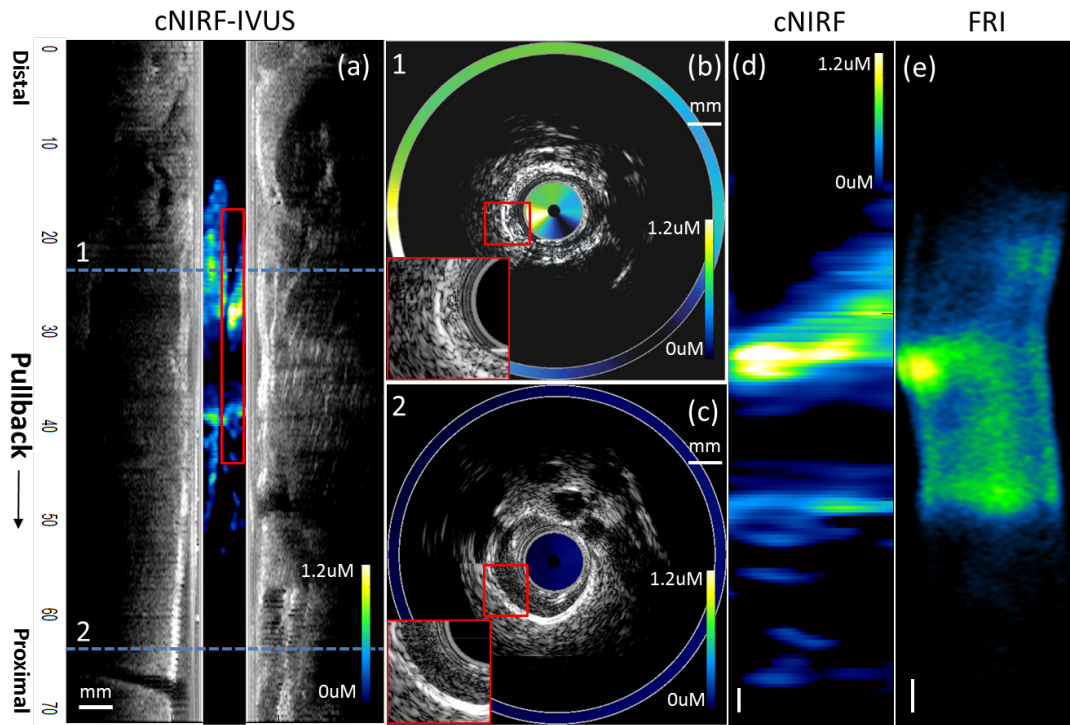 cNIRF-IVUS
cNIRF
FRI
Distal
Pullback
Proximal
0
10
20
30
40
50
60
70
(a)
1
2
mm
1.2uM
0uM
1
(b)
mm
1.2uM
0uM
2
(c)
mm
1.2uM
0uM
(d)
1.2uM
0uM
(e)